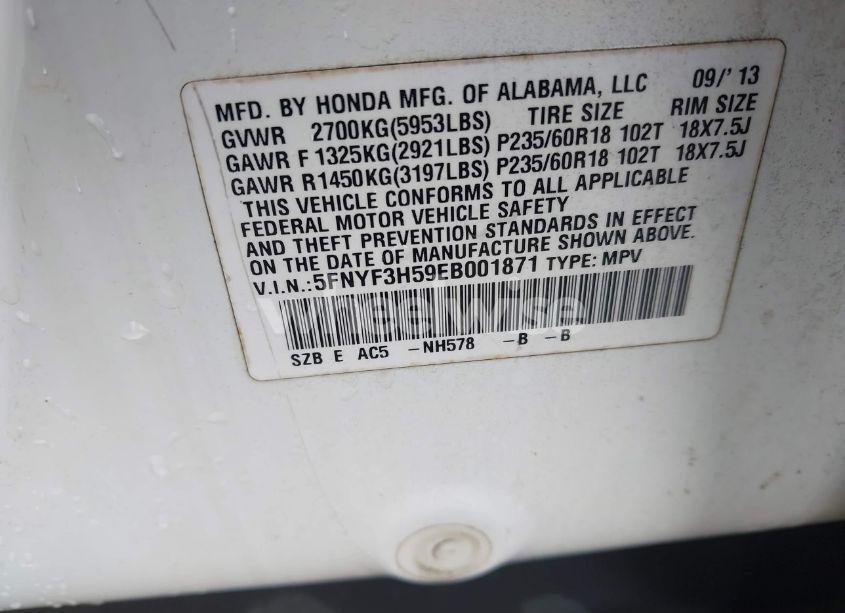 MFD. BY HONDA MFG. OF ALABAMA, LLC 09/' 13
GVWR 2700KG(5953LBS) TIRE SIZE RIM SIZE
GAWR F 1325KG(2921LBS) P235/60R18 102T 18X7.5J
GAWR R1450KG(3197LBS) P235/60R18 102T 18X7.5J
THIS VEHICLE CONFORMS TO ALL APPLICABLE
FEDERAL MOTOR VEHICLE SAFETY
AND THEFT PREVENTION STANDARDS IN EFFECT
ON THE DATE OF MANUFACTURE SHOWN ABOVE.
V.I.N.:5FNYF3H59EB001871 TYPE: MPV
SZB E AC5 -NH578 -B -B